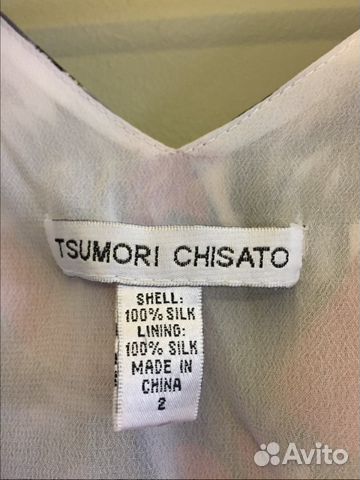 TSUMORI CHISATO
SHELL:
100% SILK
LINING:
100% SILK
MADE IN
CHINA
2
Avito